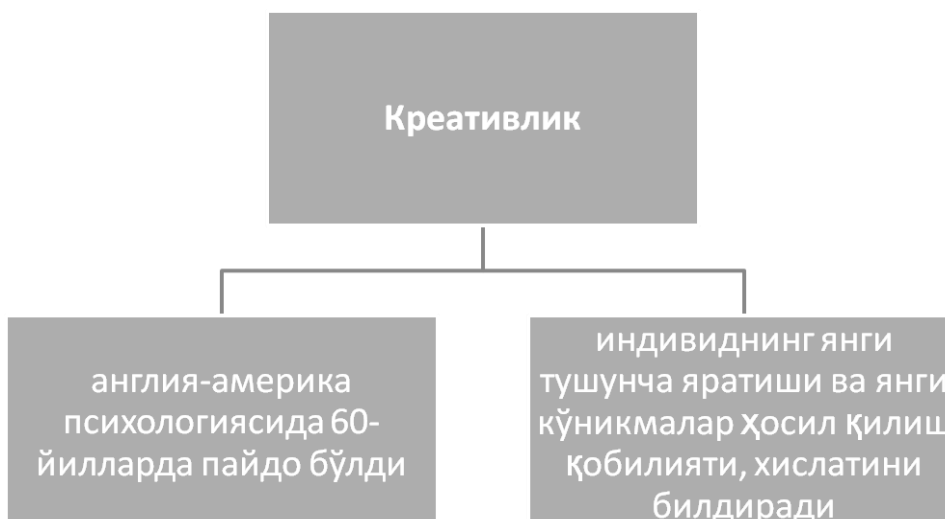 Креативлик
англия-америка
психологиясида 60-
йилларда пайдо бўлди
индивиднинг янги
тушунча яратиши ва янги
кўникмалар ҳосил қилиш
қобилияти, хислатини
билдиради